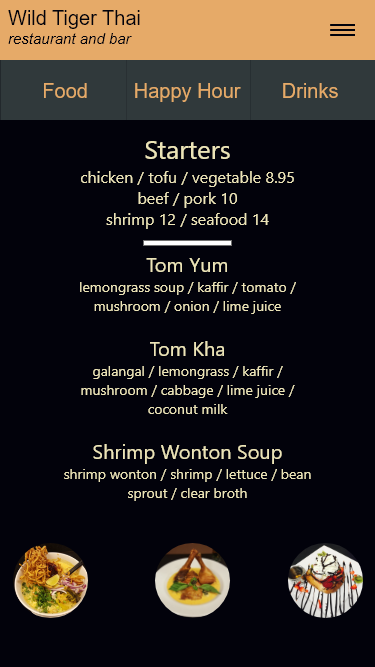 Wild Tiger Thai
restaurant and bar
Food
Happy Hour
Drinks
Starters
chicken / tofu / vegetable 8.95
beef / pork 10
shrimp 12 / seafood 14
Tom Yum
lemongrass soup / kaffir / tomato /
mushroom / onion / lime juice
Tom Kha
galangal / lemongrass / kaffir /
mushroom / cabbage / lime juice /
coconut milk
Shrimp Wonton Soup
shrimp wonton / shrimp / lettuce / bean
sprout / clear broth